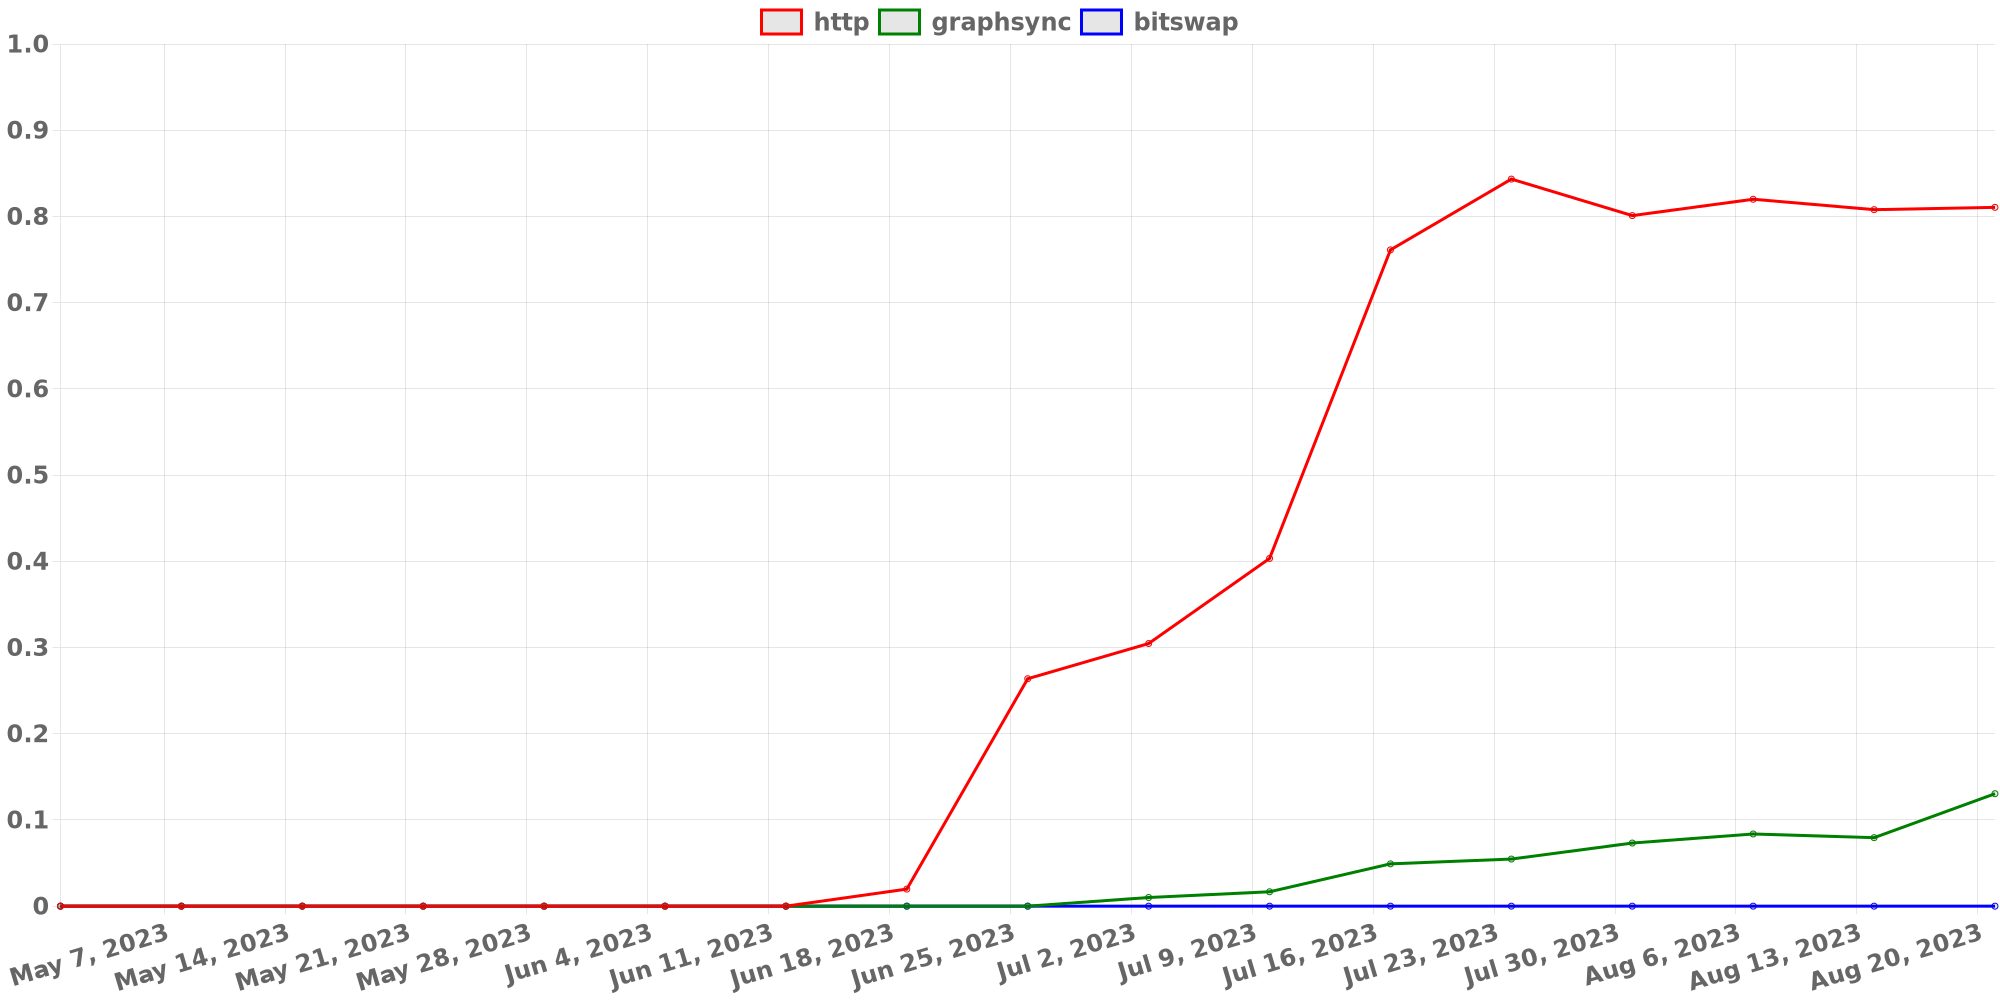 http graphsync bitswap
1.0
0.9
0.8
0.7
0.6
0.5
0.4
0.3
0.2
0.1
0
May 7, 2023
May 14, 2023
May 21, 2023
May 28, 2023
Jun 4, 2023
Jun 11, 2023
Jun 18, 2023
Jun 25, 2023
Jul 2, 2023
Jul 9, 2023
Jul 16, 2023
Jul 23, 2023
Jul 30, 2023
Aug 6, 2023
Aug 13, 2023
Aug 20, 2023